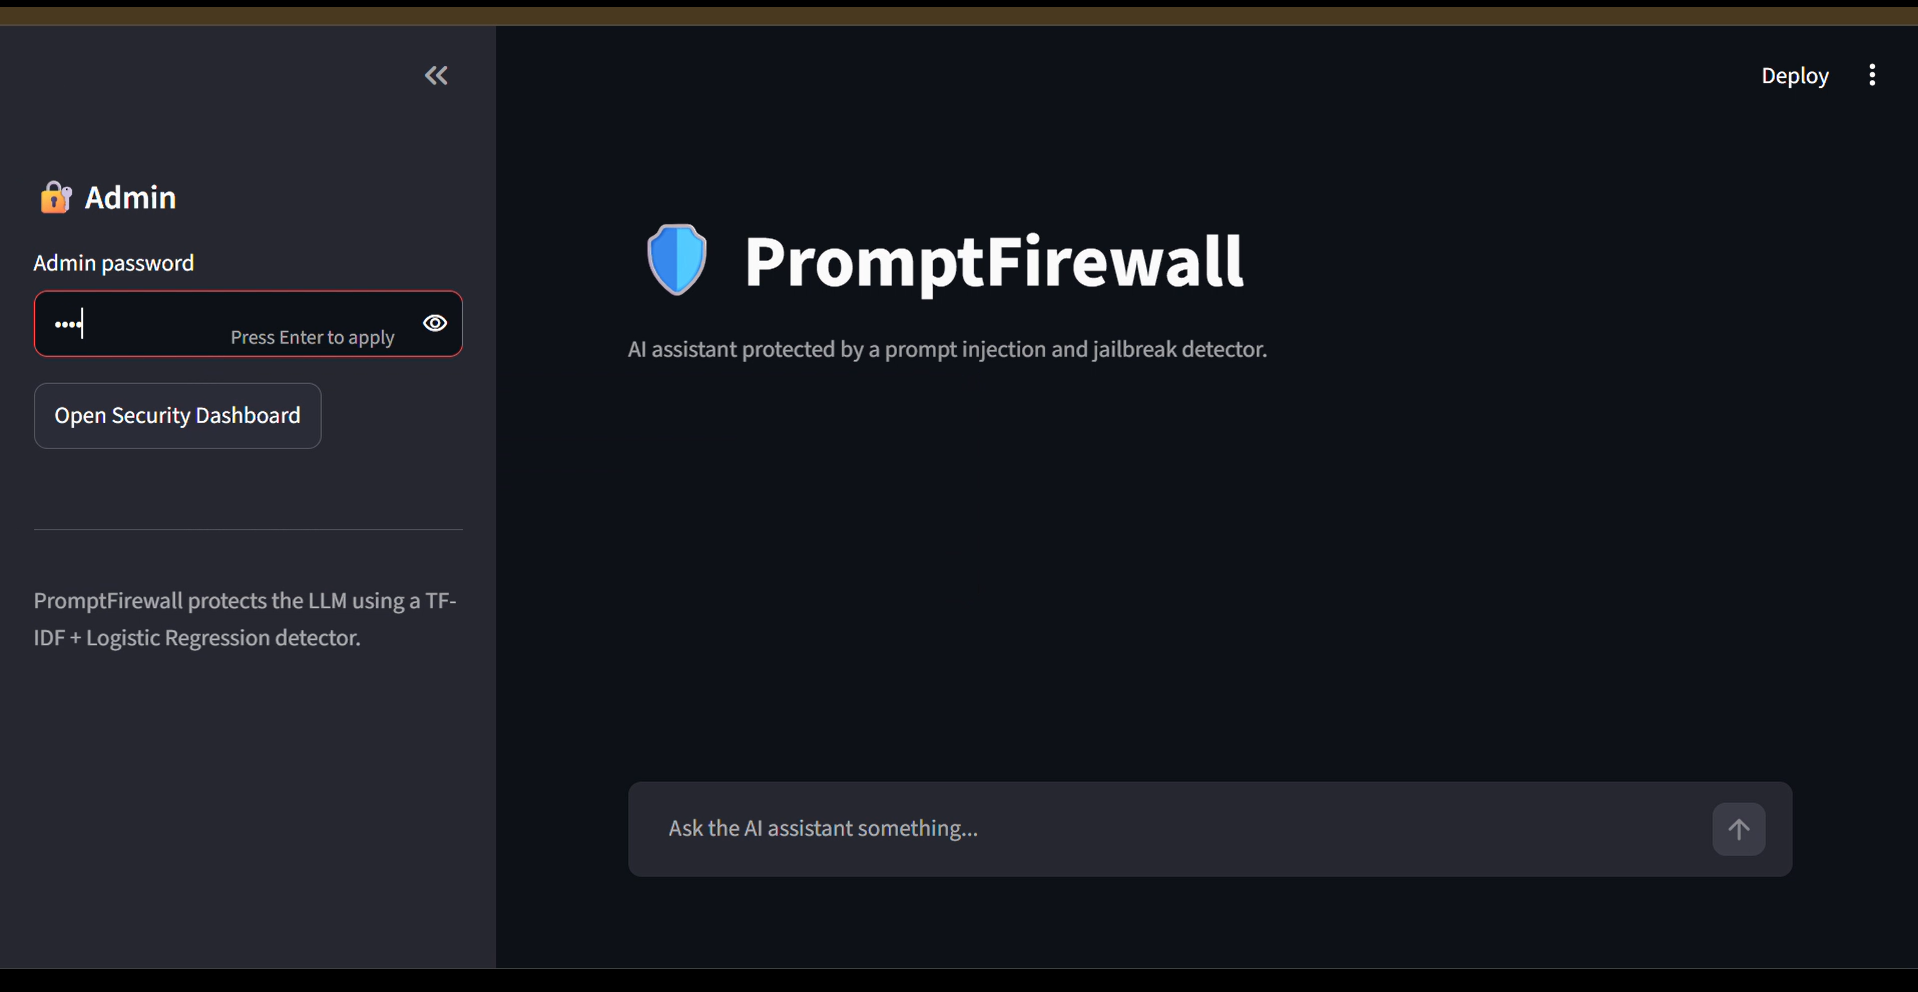 Deploy
Admin
Admin password
••••
Press Enter to apply
Open Security Dashboard
PromptFirewall protects the LLM using a TF-
IDF + Logistic Regression detector.
PromptFirewall
AI assistant protected by a prompt injection and jailbreak detector.
Ask the AI assistant something...